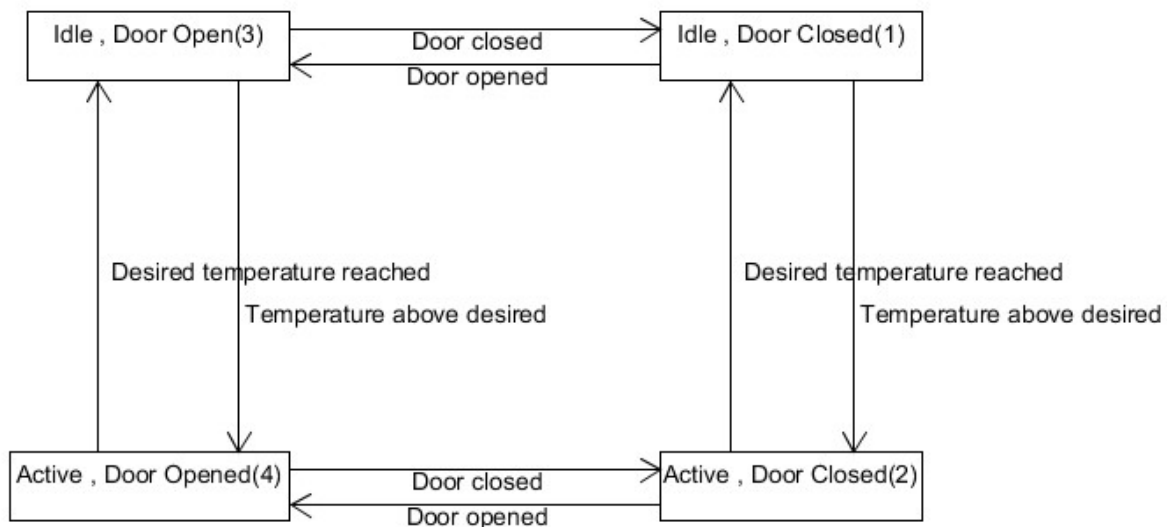 Idle , Door Open(3)
Door closed
Door opened
Idle , Door Closed(1)
Desired temperature reached
Temperature above desired
Desired temperature reached
Temperature above desired
Active , Door Opened(4)
Door closed
Door opened
Active , Door Closed(2)